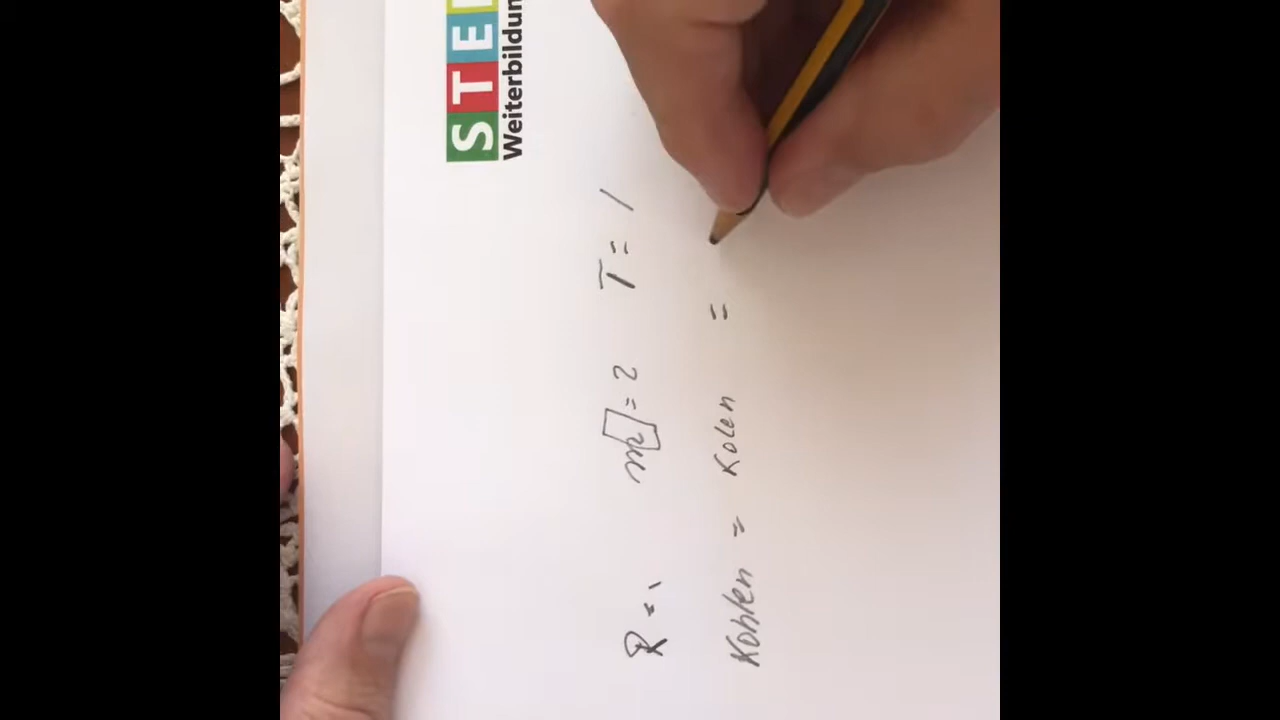 STE
Weiterbildun
R = 1 m = 2 T = 1
Kohlen = Kolen =